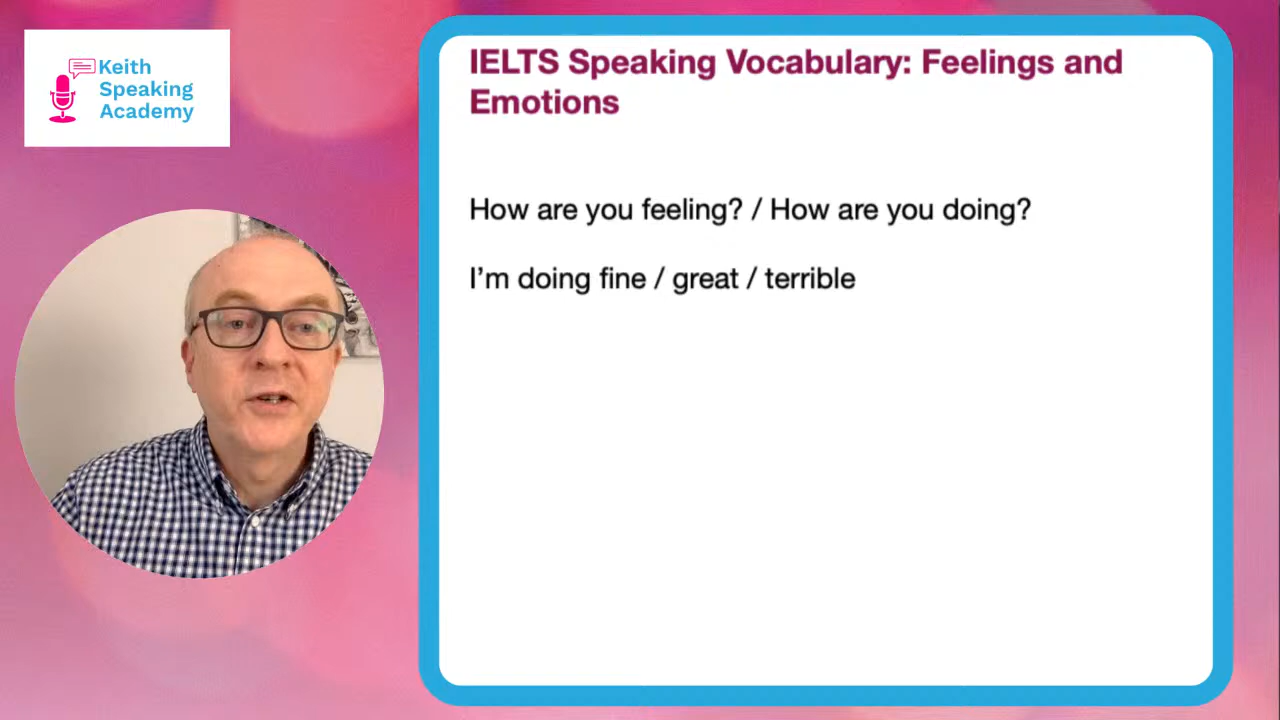 Keith
Speaking
Academy
IELTS Speaking Vocabulary: Feelings and
Emotions
How are you feeling? / How are you doing?
I’m doing fine / great / terrible